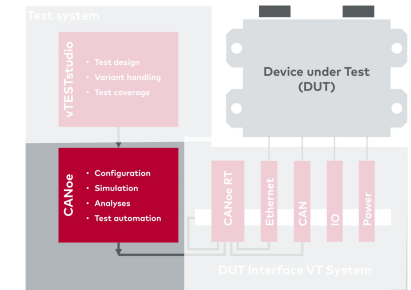 Test system
vTESTstudio
• Test design
• Variant handling
• Test coverage
Device under Test
(DUT)
CANoe
• Configuration
• Simulation
• Analyses
• Test automation
CANoe RT
Ethernet
CAN
IO
Power
DUT Interface VT System